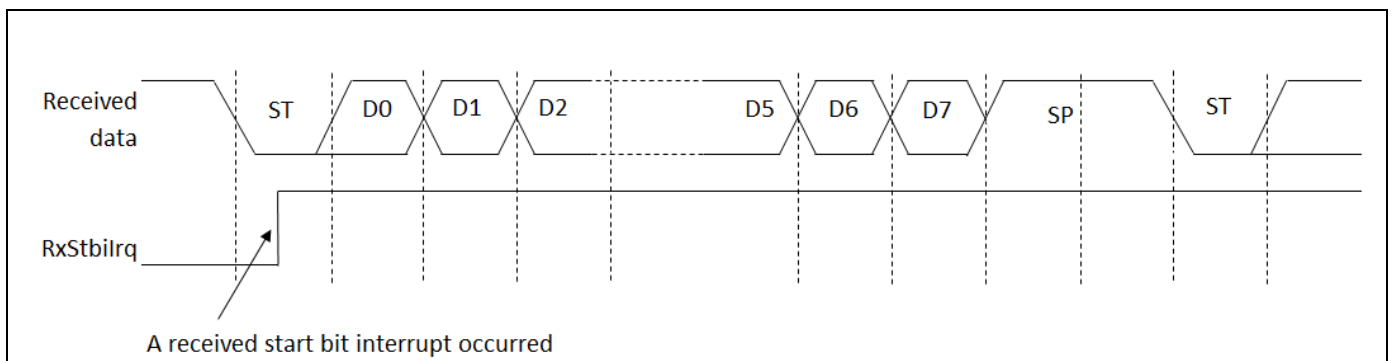 Received
data
ST D0 D1 D2 D5 D6 D7 SP ST
RxStbiIrq
A received start bit interrupt occurred